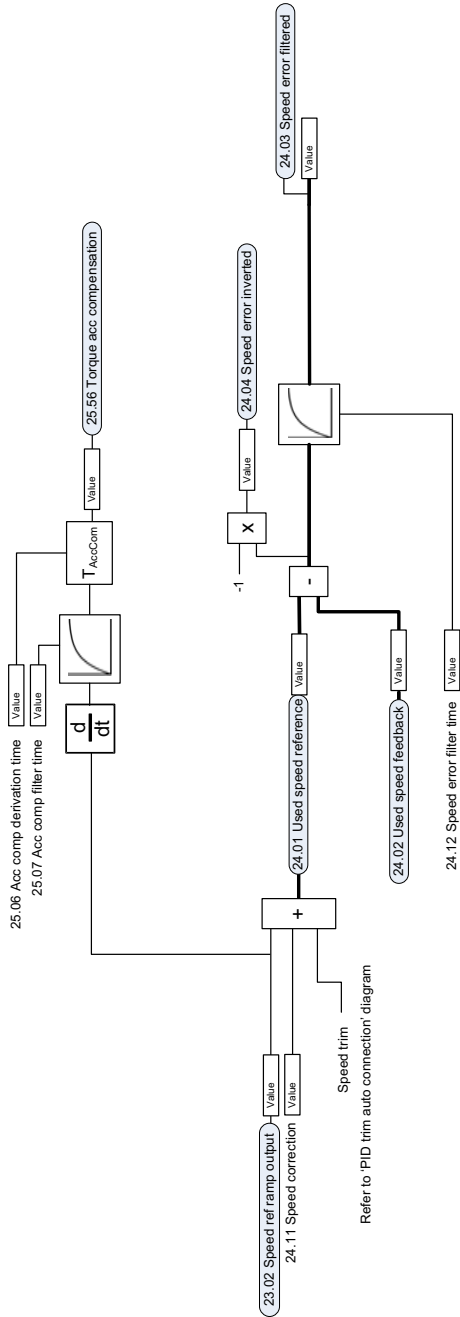 25.06 Acc comp derivation time
Value
25.07 Acc comp filter time
Value
d
dt
TAccCom
Value
25.56 Torque acc compensation
23.02 Speed ref ramp output
Value
24.11 Speed correction
Value
Speed trim
Refer to ‘PID trim auto connection’ diagram
+
24.01 Used speed reference
Value
24.02 Used speed feedback
Value
-
-1
X
Value
24.04 Speed error inverted
24.12 Speed error filter time
Value
24.03 Speed error filtered
Value